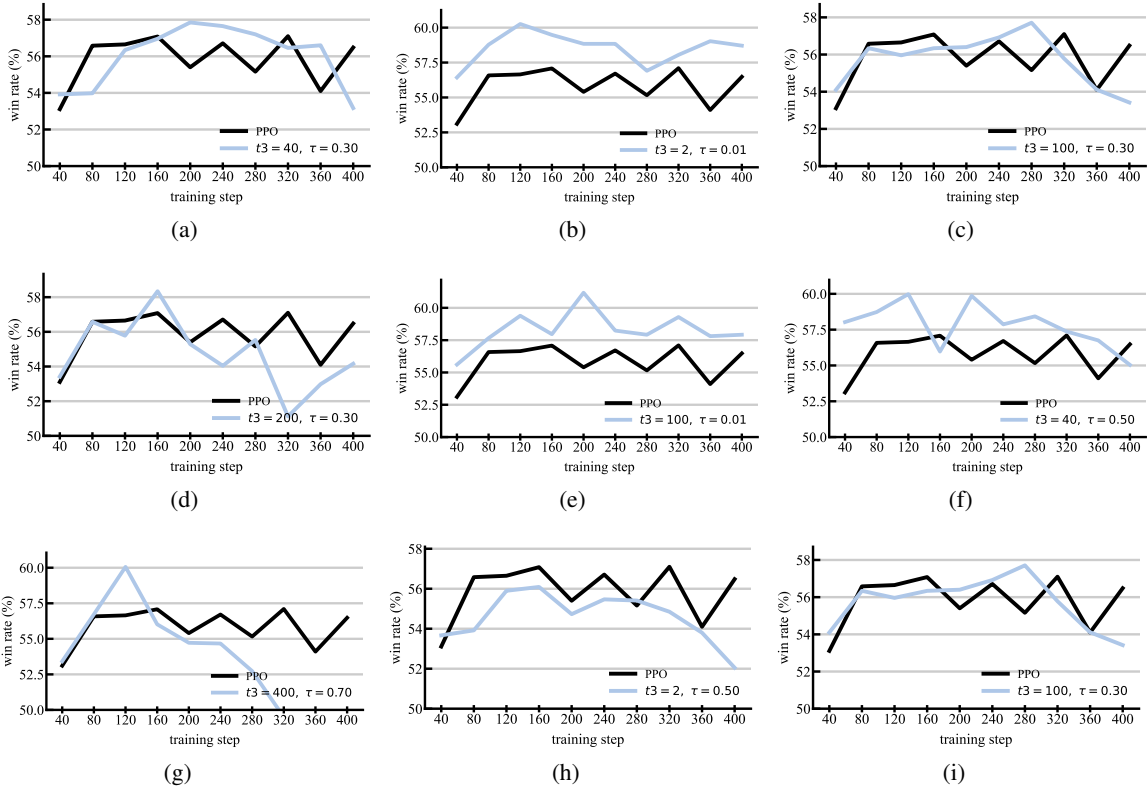 58
56
54
52
50
win rate (%)
PPO
t3 = 40, τ = 0.30
40 80 120 160 200 240 280 320 360 400
training step
(a)
60.0
57.5
55.0
52.5
50.0
win rate (%)
PPO
t3 = 2, τ = 0.01
40 80 120 160 200 240 280 320 360 400
training step
(b)
58
56
54
52
50
win rate (%)
PPO
t3 = 100, τ = 0.30
40 80 120 160 200 240 280 320 360 400
training step
(c)
58
56
54
52
50
win rate (%)
PPO
t3 = 200, τ = 0.30
40 80 120 160 200 240 280 320 360 400
training step
(d)
60.0
57.5
55.0
52.5
50.0
win rate (%)
PPO
t3 = 100, τ = 0.01
40 80 120 160 200 240 280 320 360 400
training step
(e)
60.0
57.5
55.0
52.5
50.0
win rate (%)
PPO
t3 = 40, τ = 0.50
40 80 120 160 200 240 280 320 360 400
training step
(f)
60.0
57.5
55.0
52.5
50.0
win rate (%)
PPO
t3 = 400, τ = 0.70
40 80 120 160 200 240 280 320 360 400
training step
(g)
58
56
54
52
50
win rate (%)
PPO
t3 = 2, τ = 0.50
40 80 120 160 200 240 280 320 360 400
training step
(h)
58
56
54
52
50
win rate (%)
PPO
t3 = 100, τ = 0.30
40 80 120 160 200 240 280 320 360 400
training step
(i)